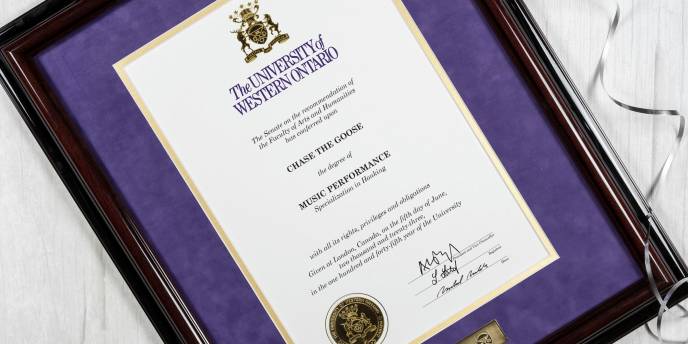 The UNIVERSITY of
WESTERN ONTARIO
The Senate on the recommendation of
the Faculty of Arts and Humanities
has conferred upon
CHASE THE GOOSE
the degree of
MUSIC PERFORMANCE
Specialization in Honking
with all its rights, privileges and obligations
Given at London, Canada, on the fifth day of June,
two thousand and twenty-three,
in the one hundred and forty-fifth year of the University